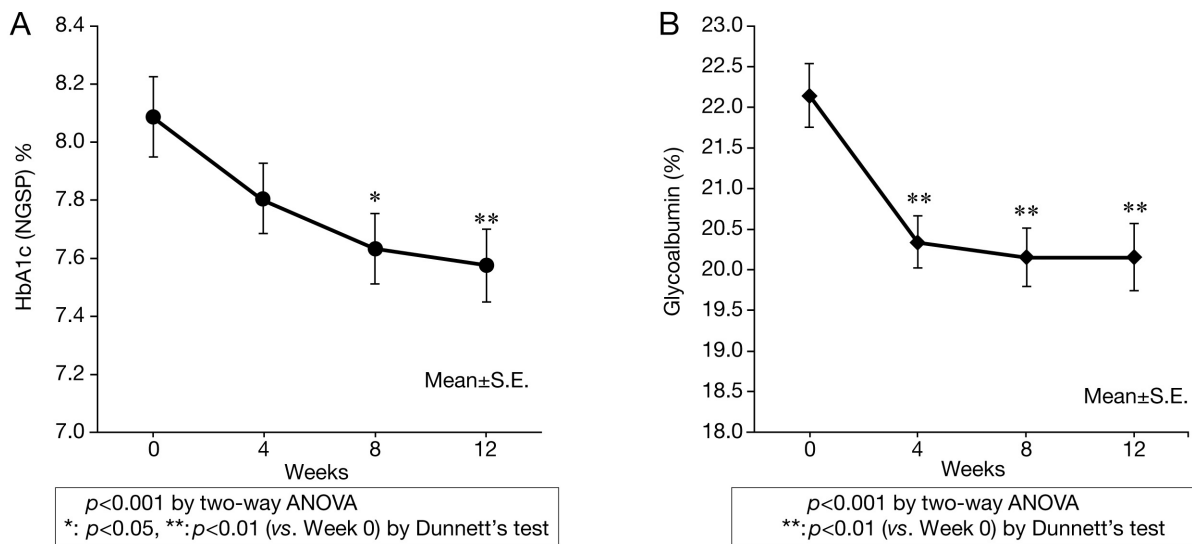 A
8.4
8.2
8.0
7.8
7.6
7.4
7.2
7.0
HbA1c (NGSP) %
*
**
Mean±S.E.
0 4 8 12
Weeks
p<0.001 by two-way ANOVA
*: p<0.05, **:p<0.01 (vs. Week 0) by Dunnett's test
B
23.0
22.5
22.0
21.5
21.0
20.5
20.0
19.5
19.0
18.5
18.0
Glycoalbumin (%)
** ** **
Mean±S.E.
0 4 8 12
Weeks
p<0.001 by two-way ANOVA
**:p<0.01 (vs. Week 0) by Dunnett's test